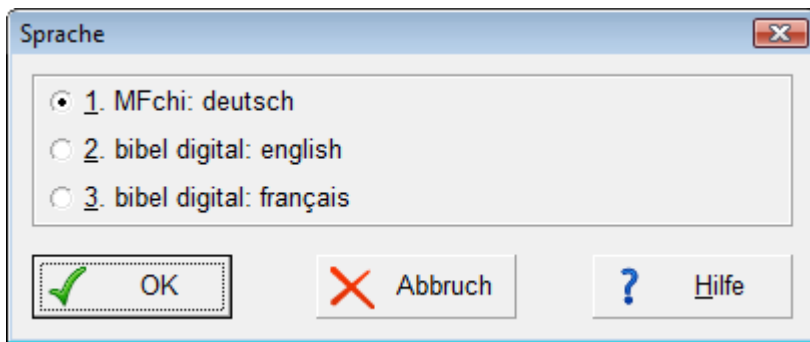 Sprache
1. MFchi: deutsch
2. bibel digital: english
3. bibel digital: français
OK Abbruch Hilfe